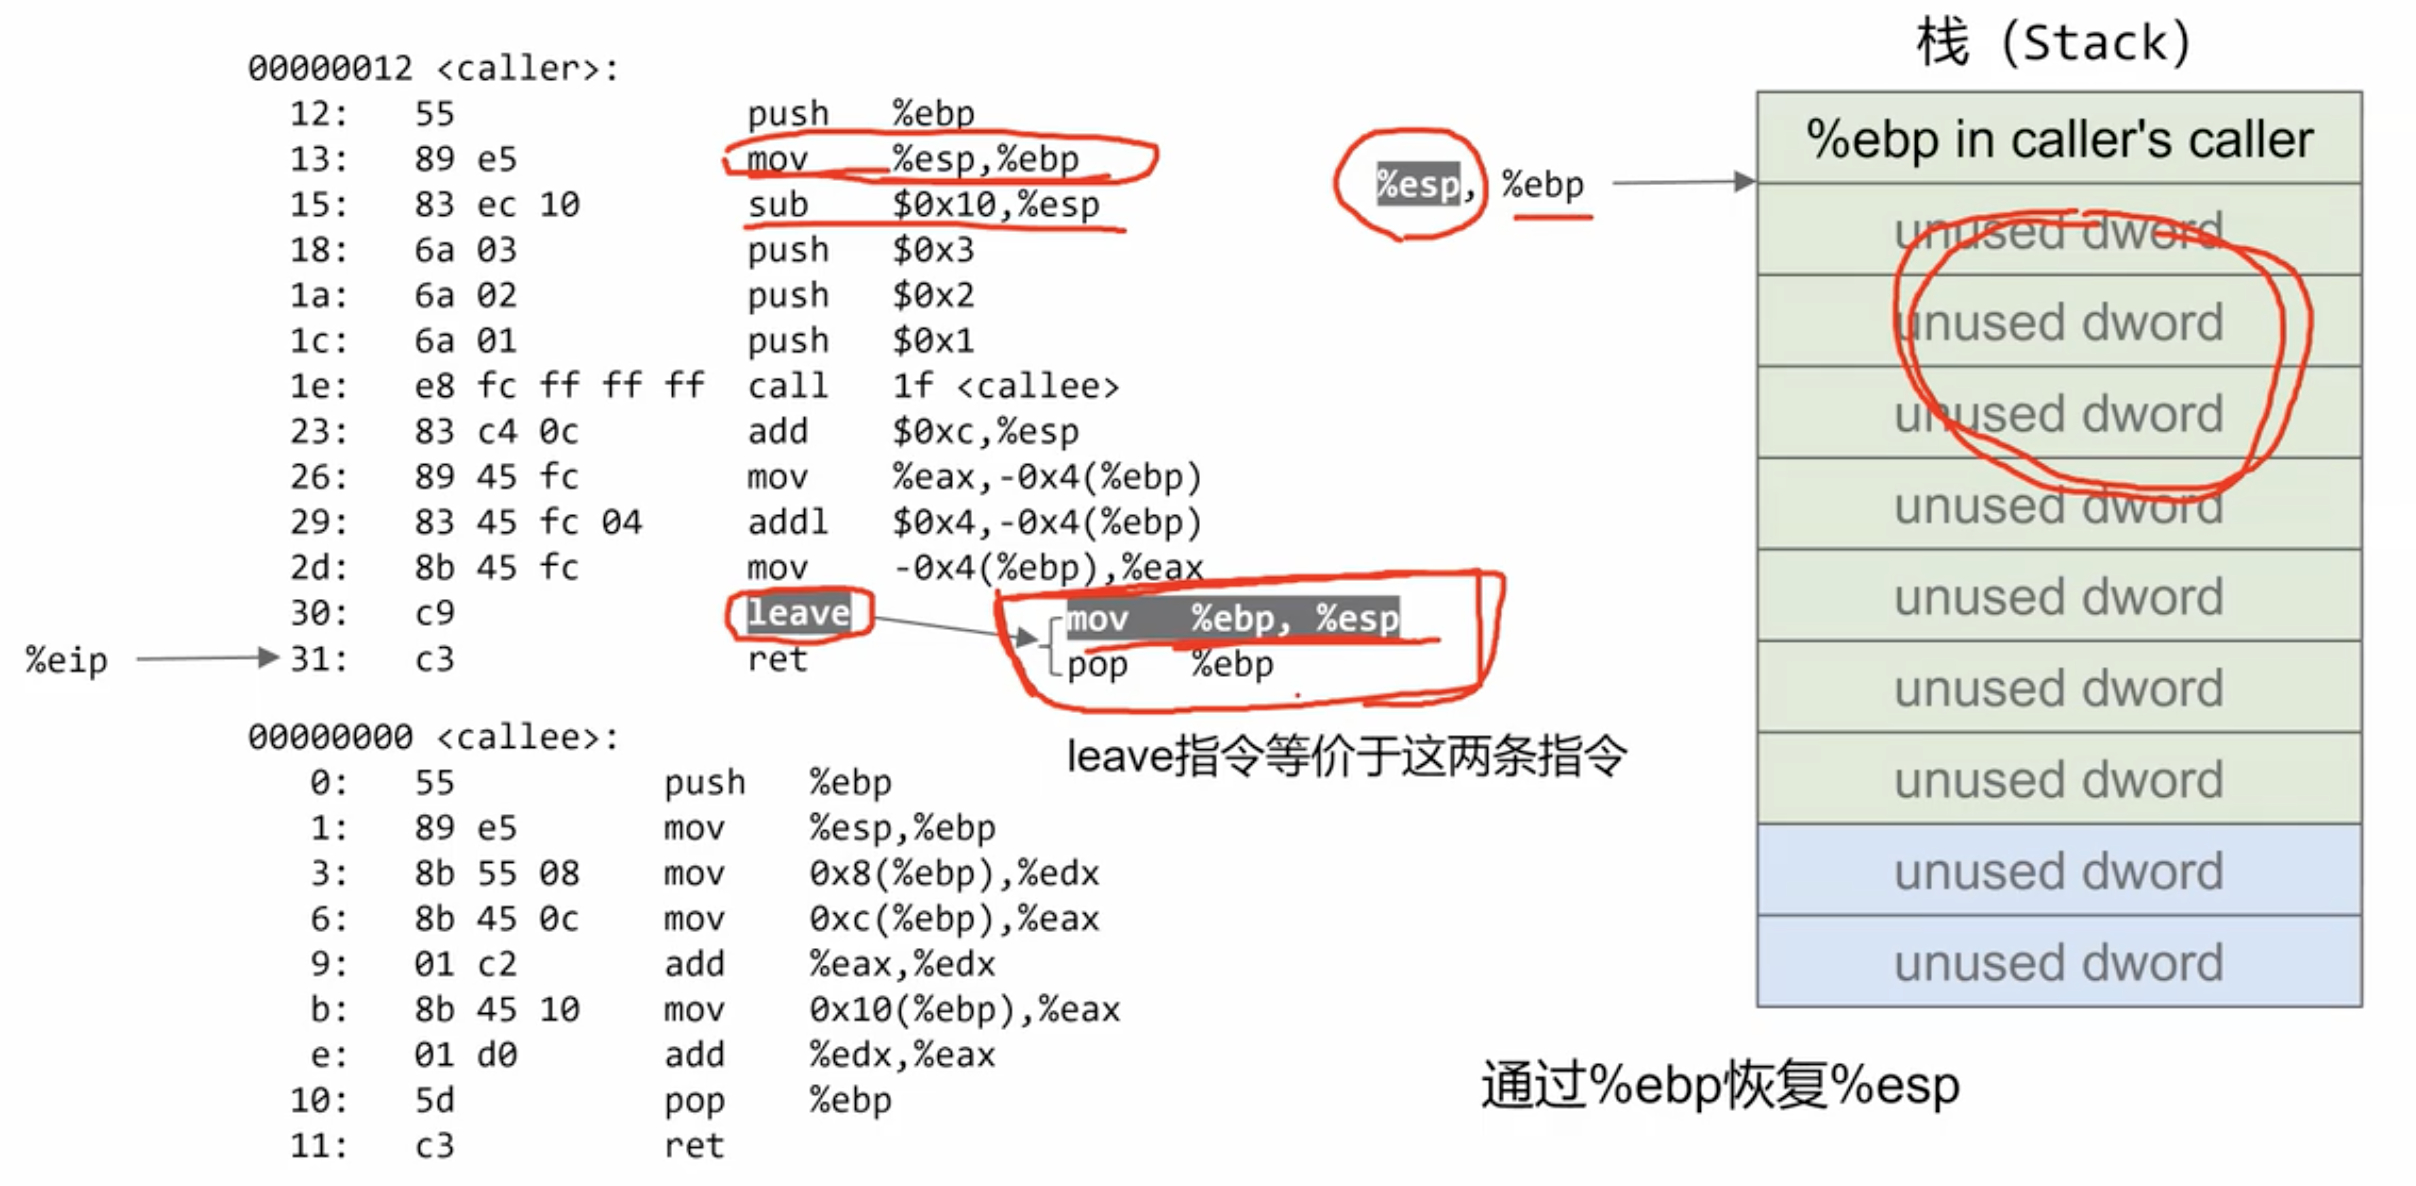 00000012 <caller>:
12: 55 push %ebp
13: 89 e5 mov %esp,%ebp
15: 83 ec 10 sub $0x10,%esp
18: 6a 03 push $0x3
1a: 6a 02 push $0x2
1c: 6a 01 push $0x1
1e: e8 fc ff ff ff call 1f <callee>
23: 83 c4 0c add $0xc,%esp
26: 89 45 fc mov %eax,-0x4(%ebp)
29: 83 45 fc 04 addl $0x4,-0x4(%ebp)
2d: 8b 45 fc mov -0x4(%ebp),%eax
30: c9 leave
%eip 31: c3 ret
mov %ebp, %esp
pop %ebp
leave指令等价于这两条指令
00000000 <callee>:
0: 55 push %ebp
1: 89 e5 mov %esp,%ebp
3: 8b 55 08 mov 0x8(%ebp),%edx
6: 8b 45 0c mov 0xc(%ebp),%eax
9: 01 c2 add %eax,%edx
b: 8b 45 10 mov 0x10(%ebp),%eax
e: 01 d0 add %edx,%eax
10: 5d pop %ebp
11: c3 ret
栈 (Stack)
%esp, %ebp
%ebp in caller's caller
unused dword
unused dword
unused dword
unused dword
unused dword
unused dword
unused dword
unused dword
unused dword
通过%ebp恢复%esp